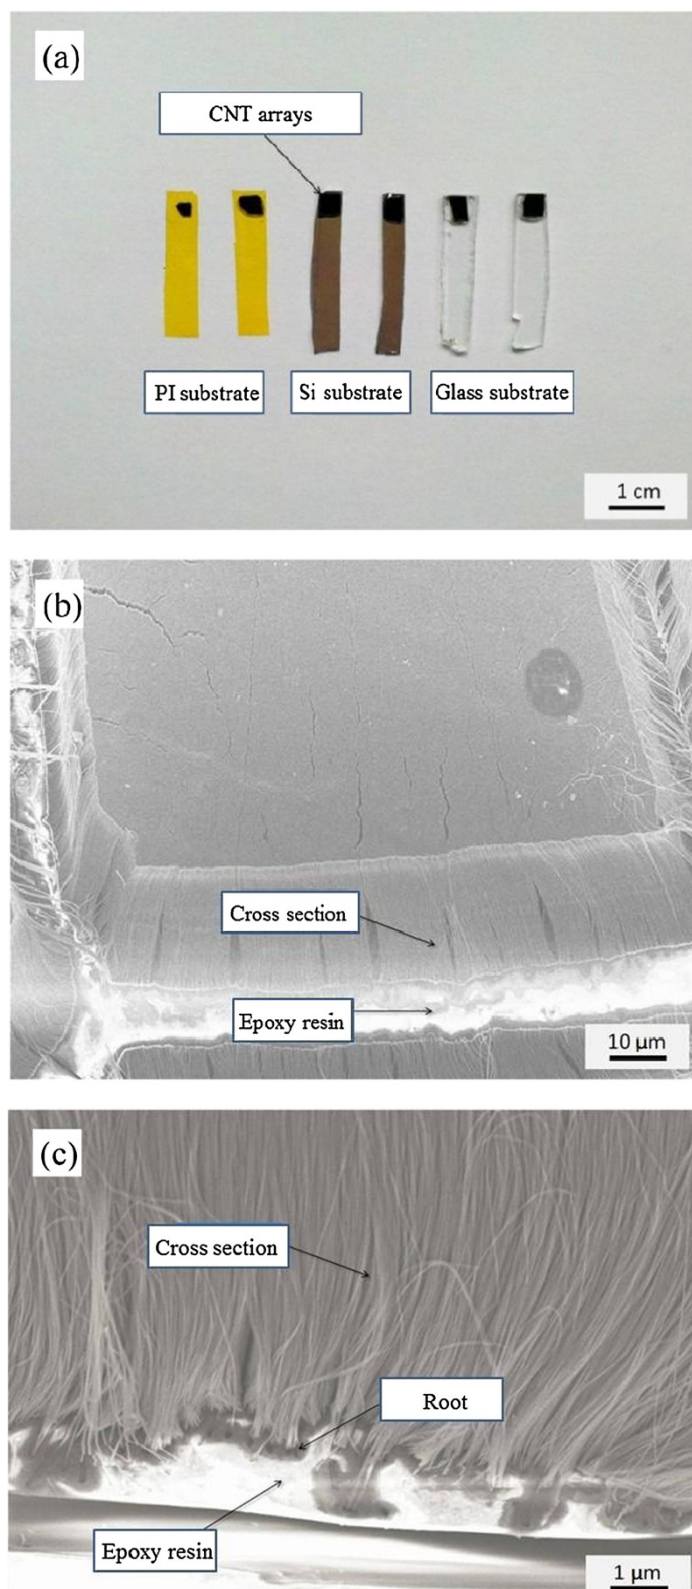 (a)
CNT arrays
PI substrate
Si substrate
Glass substrate
1 cm
(b)
Cross section
Epoxy resin
10 μm
(c)
Cross section
Root
Epoxy resin
1 μm